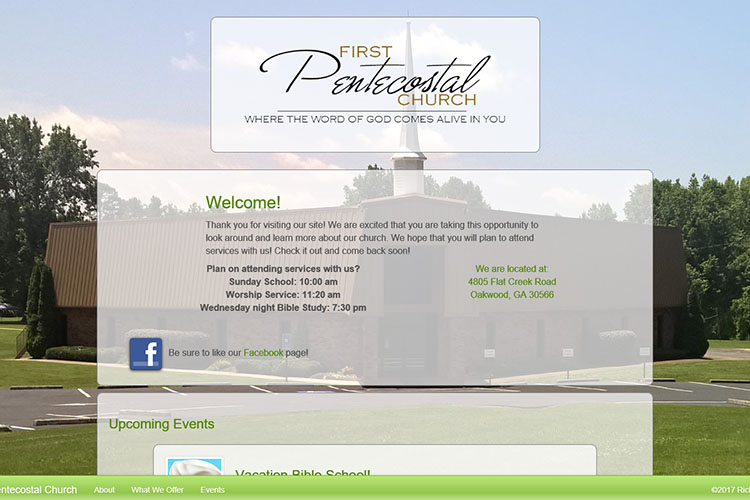 FIRST
Pentecostal
CHURCH
WHERE THE WORD OF GOD COMES ALIVE IN YOU
Welcome!
Thank you for visiting our site! We are excited that you are taking this opportunity to
look around and learn more about our church. We hope that you will plan to attend
services with us! Check it out and come back soon!
Plan on attending services with us?
Sunday School: 10:00 am
Worship Service: 11:20 am
Wednesday night Bible Study: 7:30 pm
We are located at:
4805 Flat Creek Road
Oakwood, GA 30566
f
Be sure to like our Facebook page!
Upcoming Events
Vacation Bible School!
Church
About
What We Offer
Events
©2017